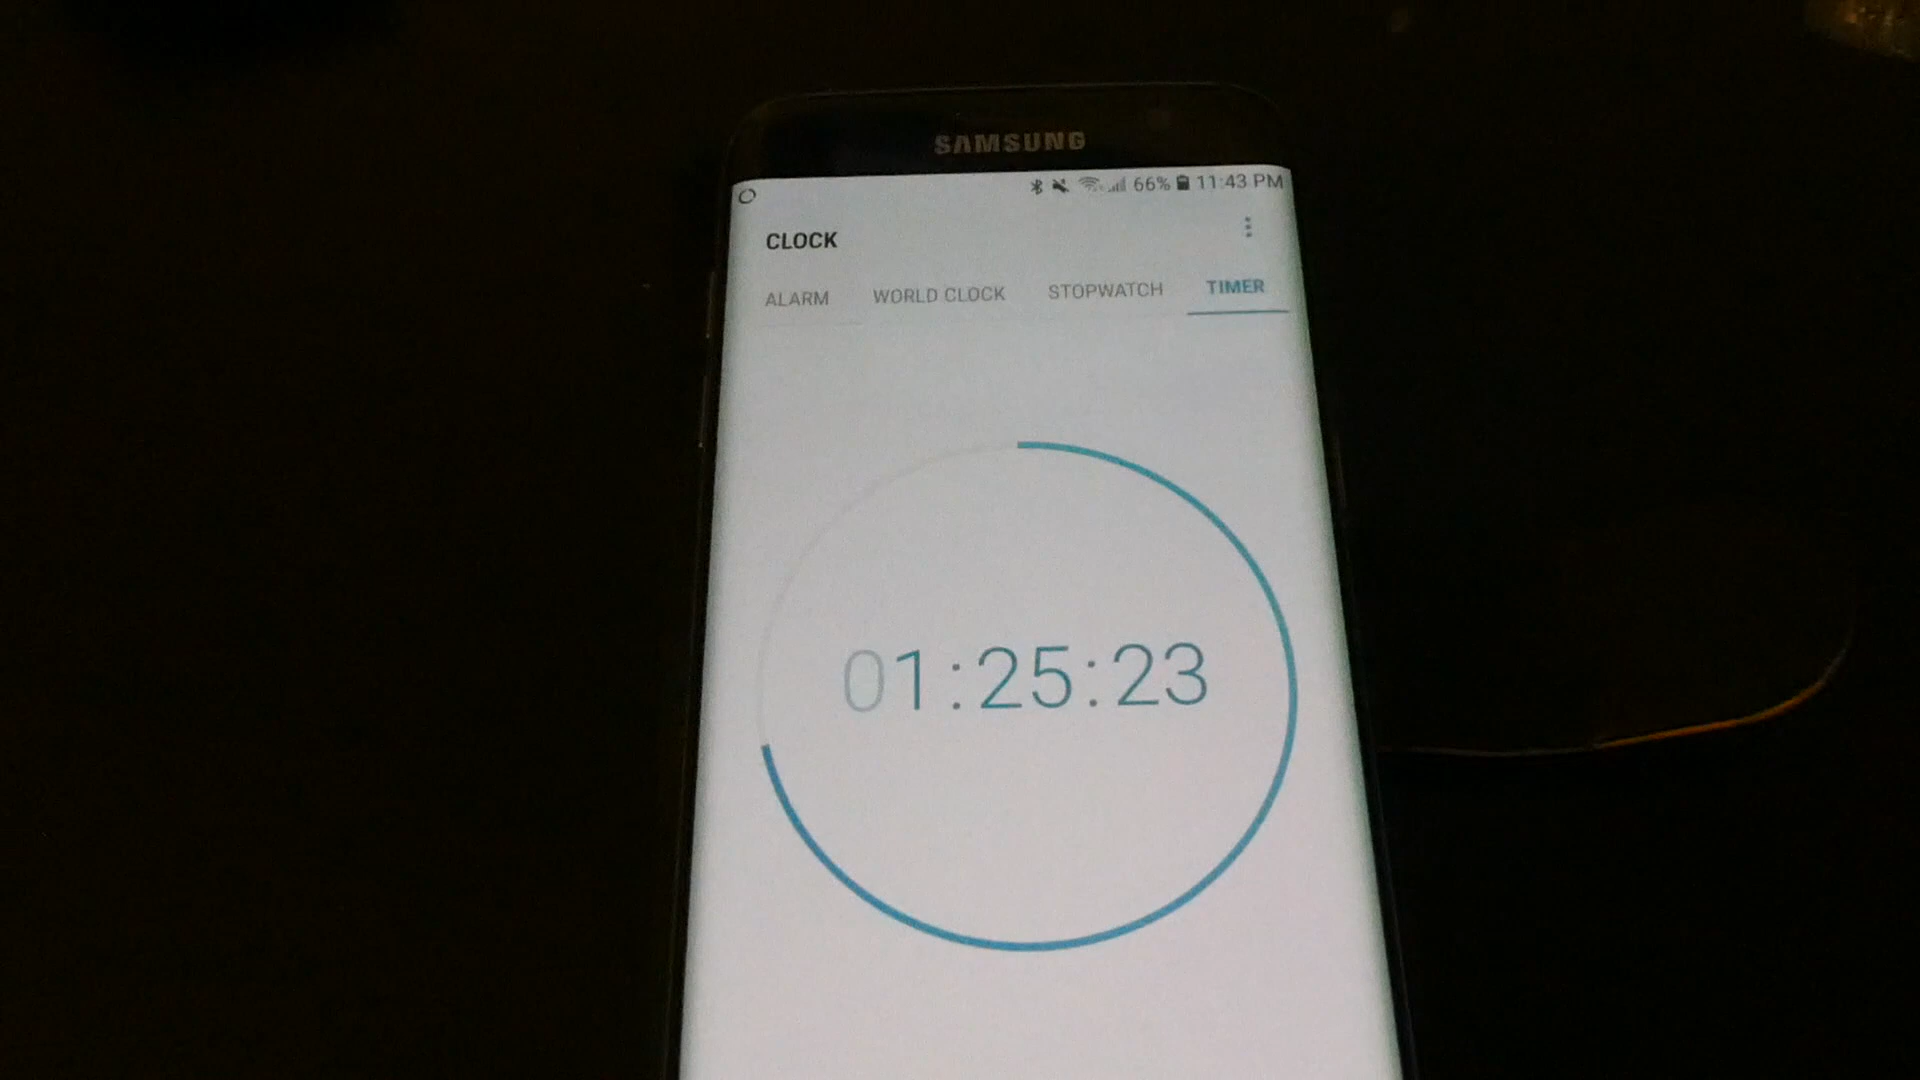 SAMSUNG
66% 11:43 PM
CLOCK
ALARM WORLD CLOCK STOPWATCH TIMER
01:25:23